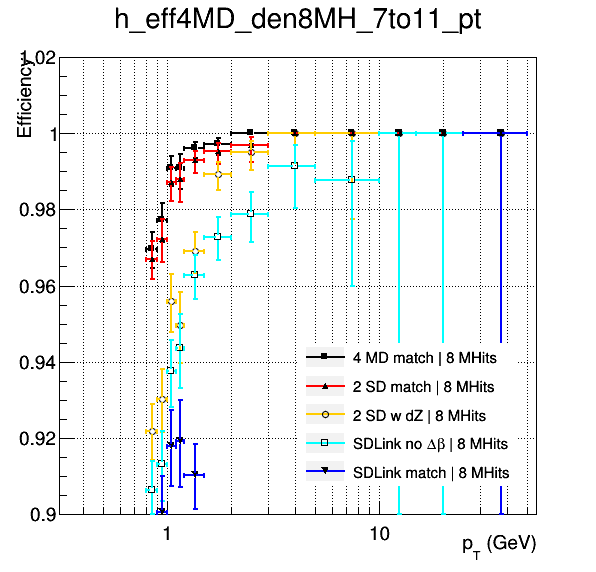 h_eff4MD_den8MH_7to11_pt
Efficiency
1.02
1
0.98
0.96
0.94
0.92
0.9
4 MD match | 8 MHits
2 SD match | 8 MHits
2 SD w dZ | 8 MHits
SDLink no Δβ | 8 MHits
SDLink match | 8 MHits
1
10
p_T (GeV)